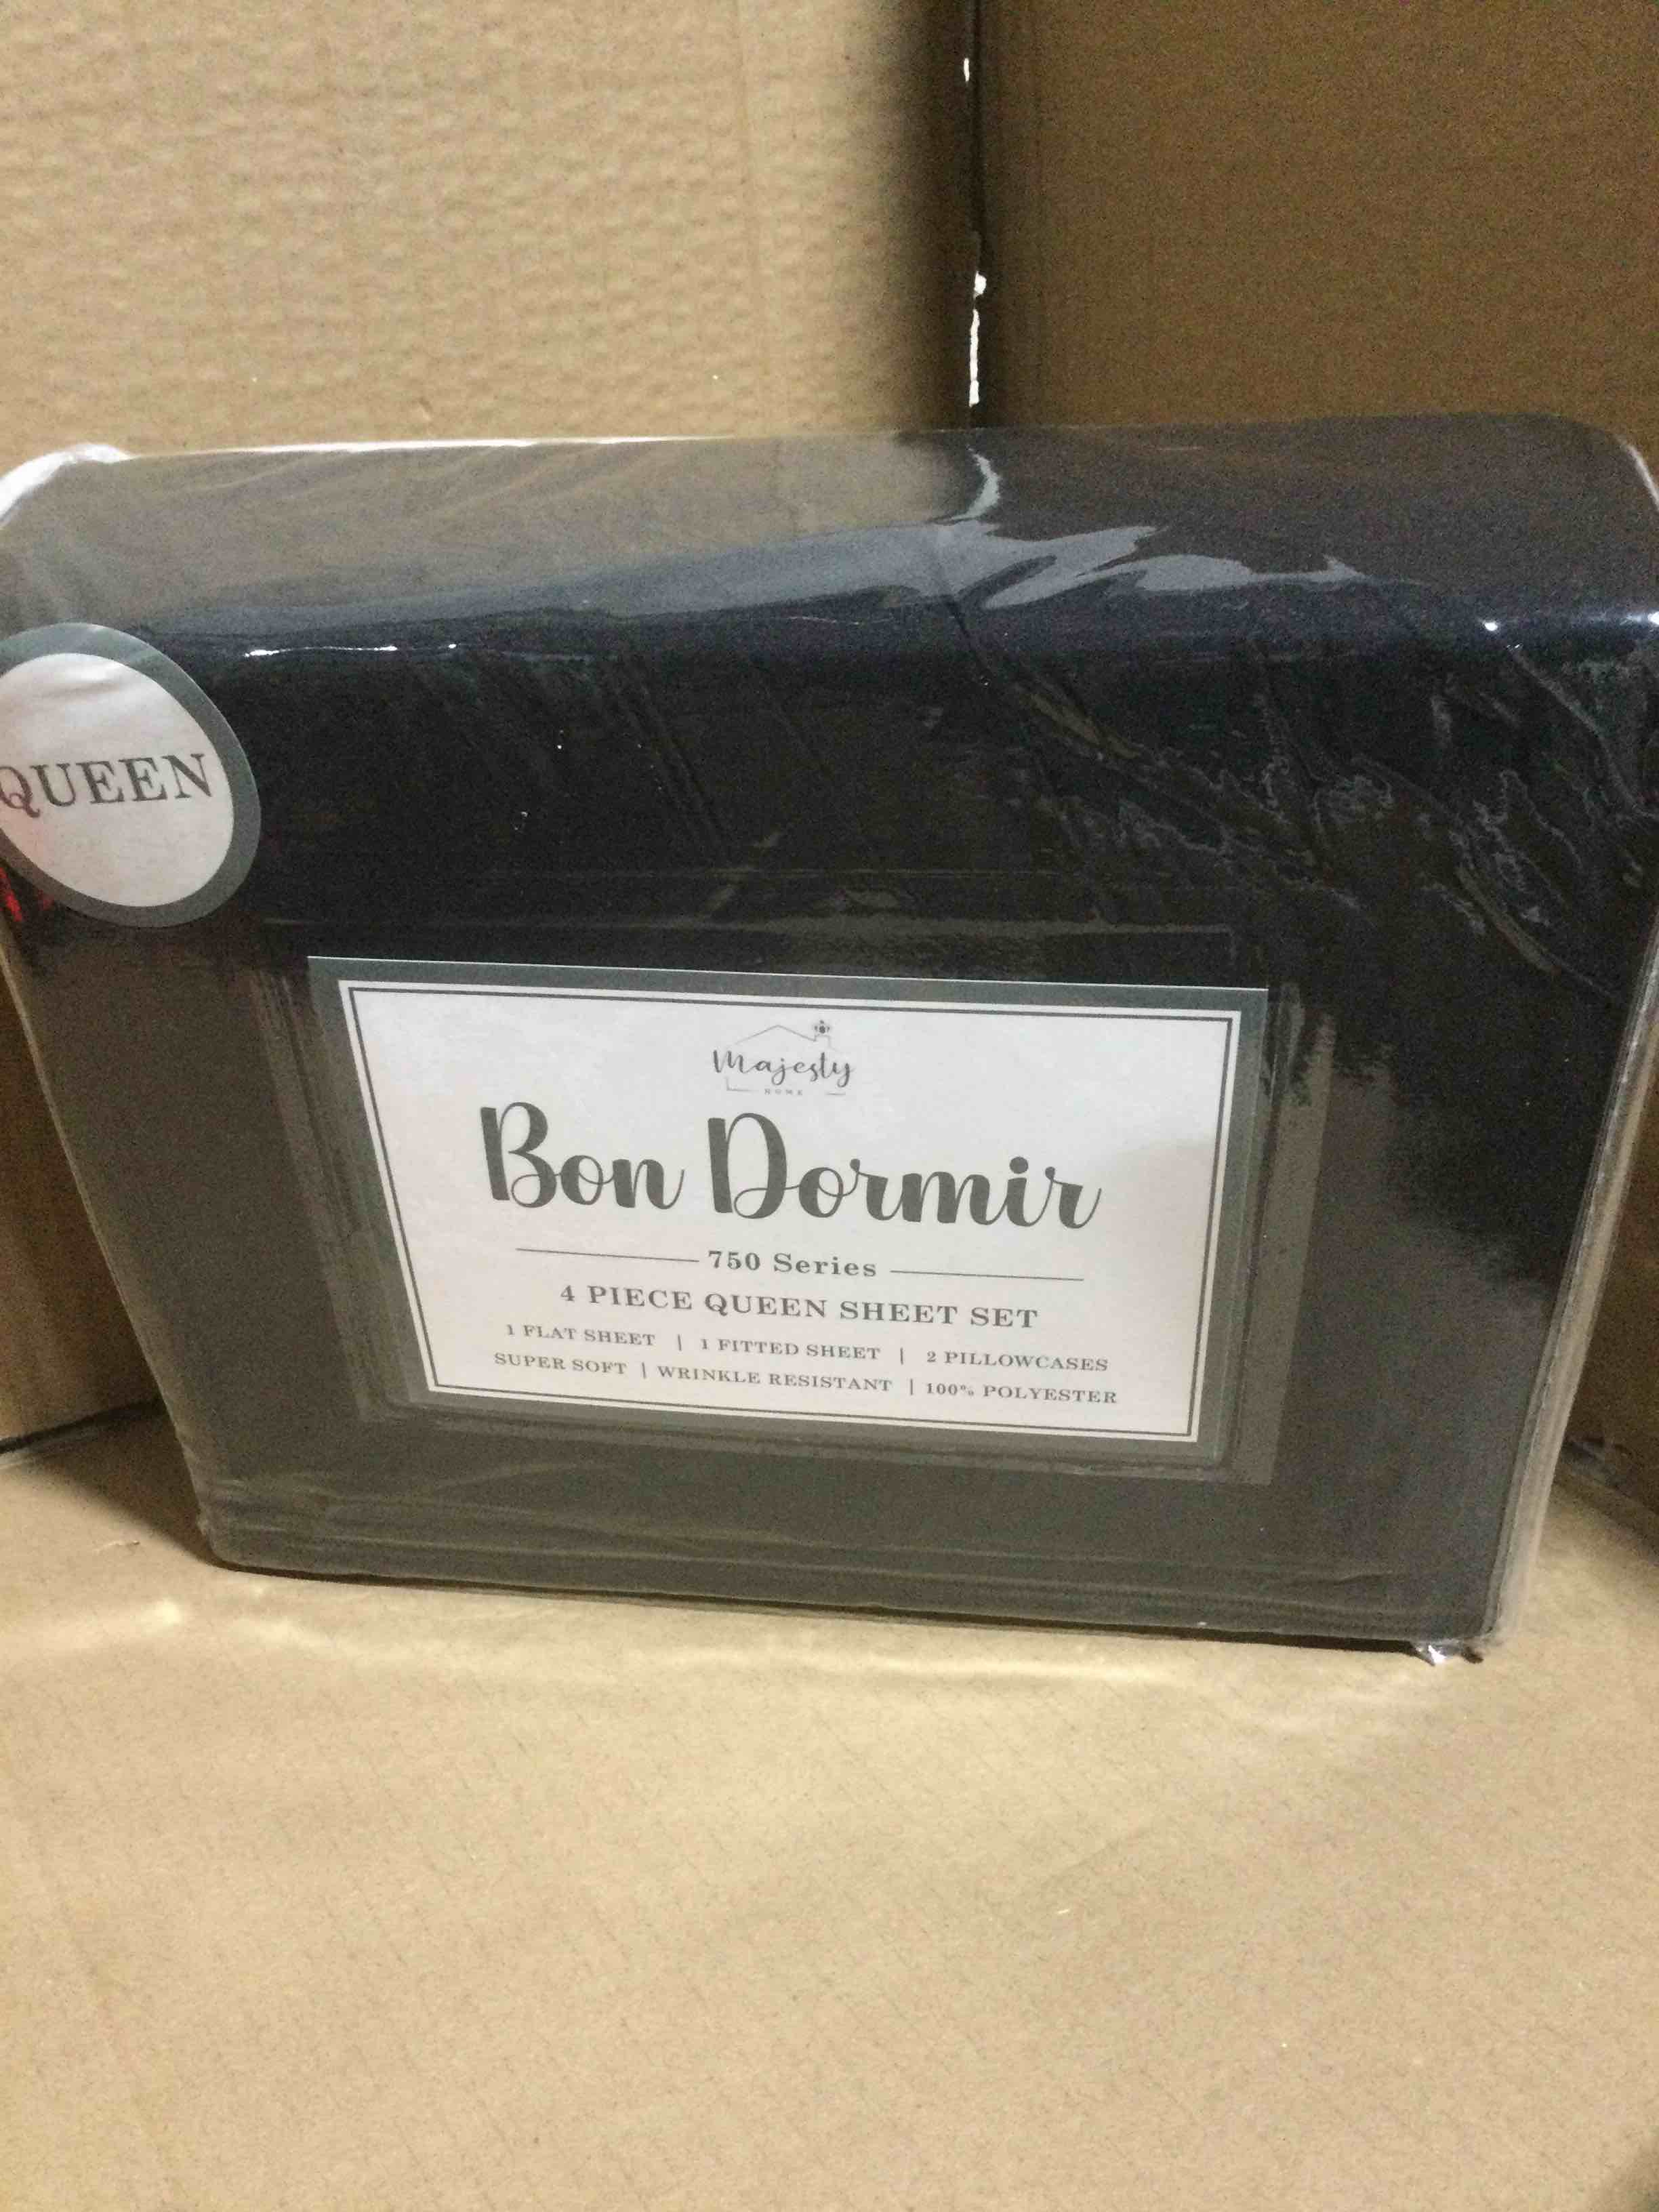 QUEEN
Majesty
HOME
Bon Dormir
750 Series
4 PIECE QUEEN SHEET SET
1 FLAT SHEET | 1 FITTED SHEET | 2 PILLOWCASES
SUPER SOFT | WRINKLE RESISTANT | 100% POLYESTER